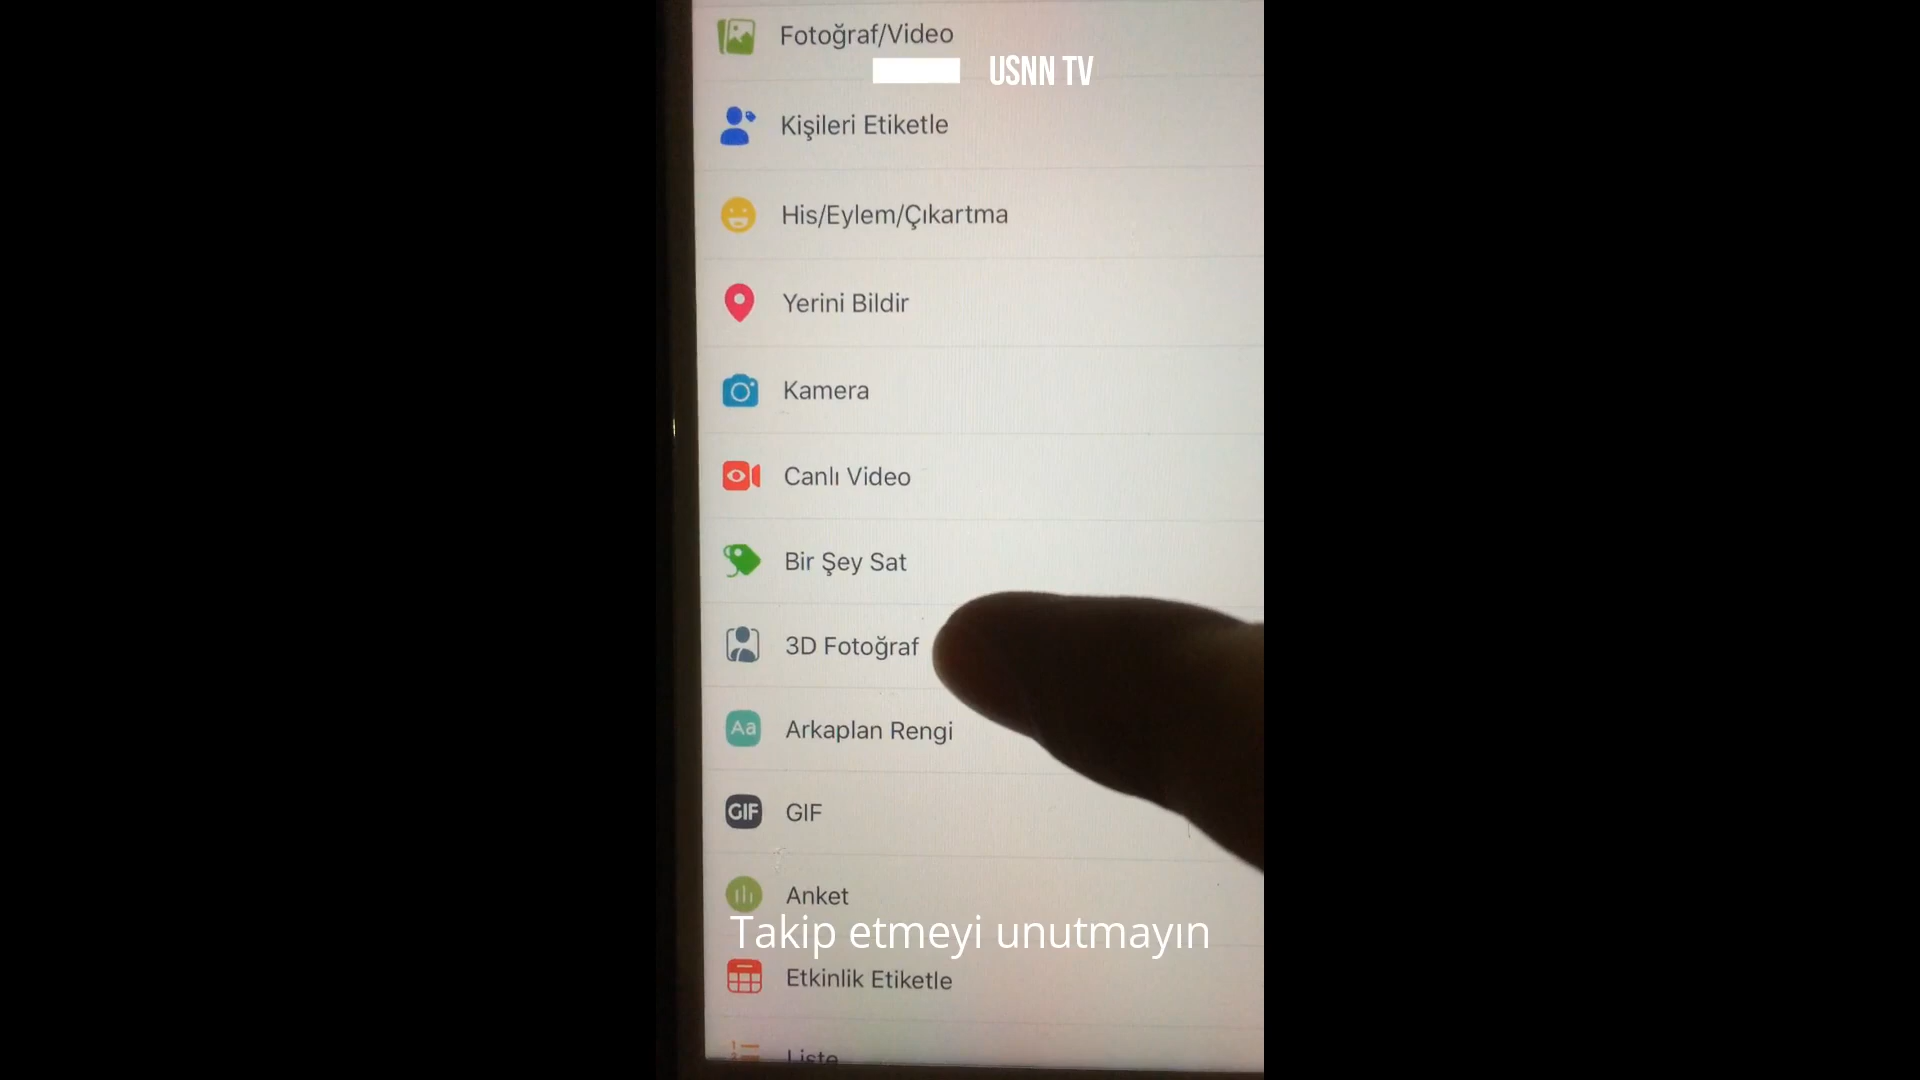 Fotoğraf/Video
USNN TV
Kişileri Etiketle
His/Eylem/Çıkartma
Yerini Bildir
Kamera
Canlı Video
Bir Şey Sat
3D Fotoğraf
Aa Arkaplan Rengi
GIF GIF
Anket
Takip etmeyi unutmayın
Etkinlik Etiketle
Liste